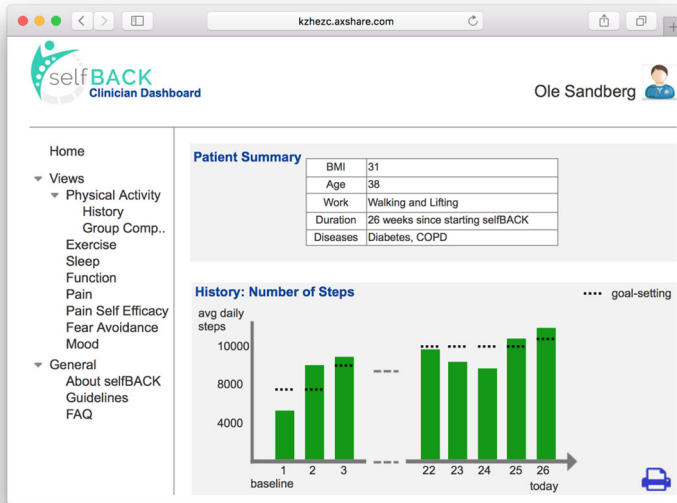 kzhezc.axshare.com
selfBACK
Clinician Dashboard
Ole Sandberg
Home
Views
Physical Activity
History
Group Comp..
Exercise
Sleep
Function
Pain
Pain Self Efficacy
Fear Avoidance
Mood
General
About selfBACK
Guidelines
FAQ
Patient Summary
BMI 31
Age 38
Work Walking and Lifting
Duration 26 weeks since starting selfBACK
Diseases Diabetes, COPD
History: Number of Steps
goal-setting
avg daily
steps
10000
8000
4000
1 2 3 22 23 24 25 26
baseline today